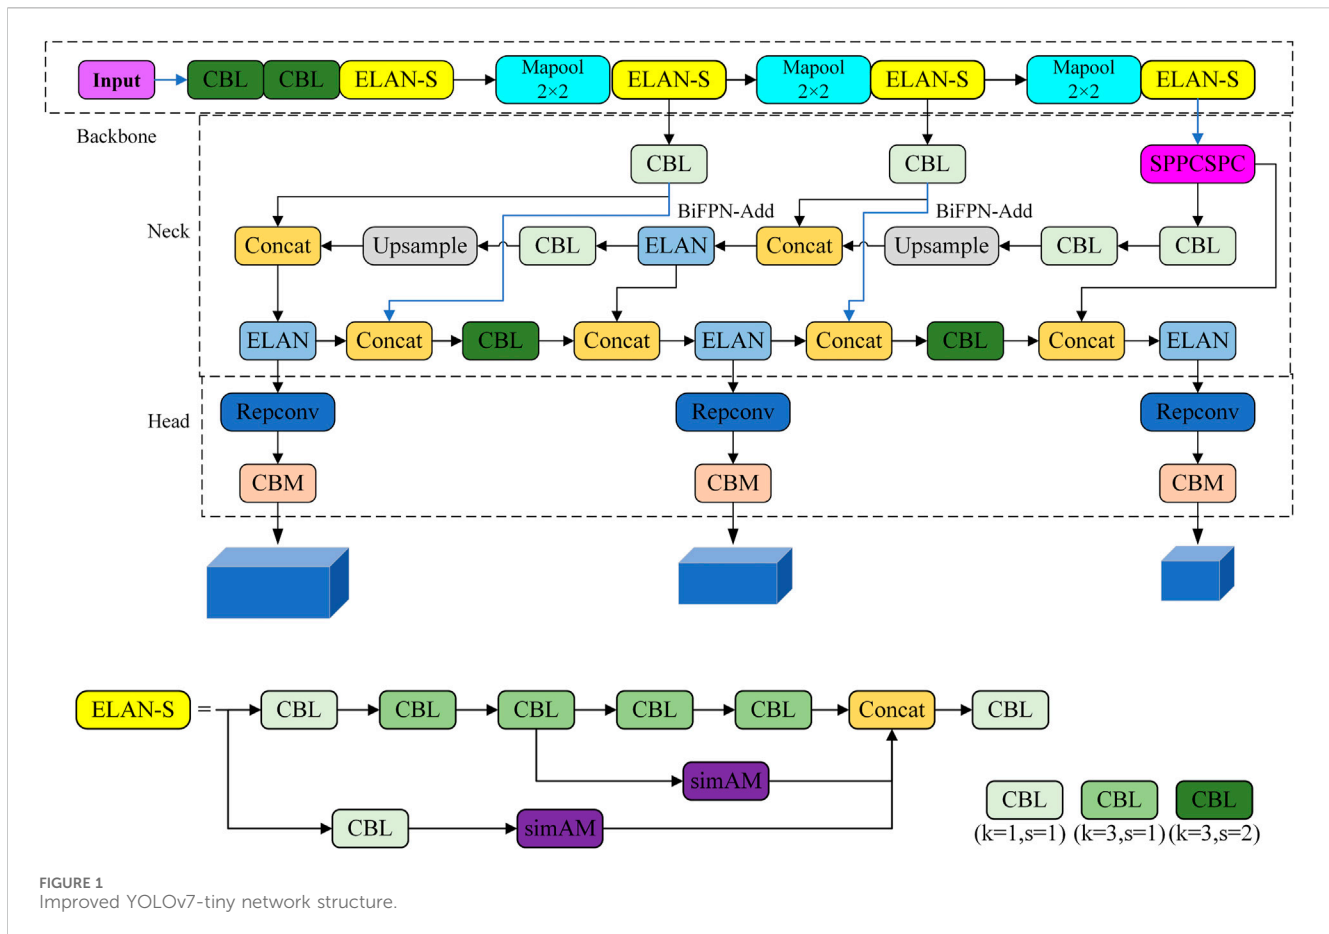 Input
CBL
CBL
ELAN-S
Mapool
2×2
ELAN-S
Mapool
2×2
ELAN-S
Mapool
2×2
ELAN-S
Backbone
CBL
CBL
SPPCSPC
BiFPN-Add
BiFPN-Add
Neck
Concat
Upsample
CBL
ELAN
Concat
Upsample
CBL
CBL
ELAN
Concat
CBL
Concat
ELAN
Concat
CBL
Concat
ELAN
Head
Repconv
Repconv
Repconv
CBM
CBM
CBM
ELAN-S
=
CBL
CBL
CBL
CBL
CBL
Concat
CBL
simAM
CBL
simAM
CBL
CBL
CBL
(k=1,s=1)
(k=3,s=1)
(k=3,s=2)
FIGURE 1
Improved YOLOv7-tiny network structure.